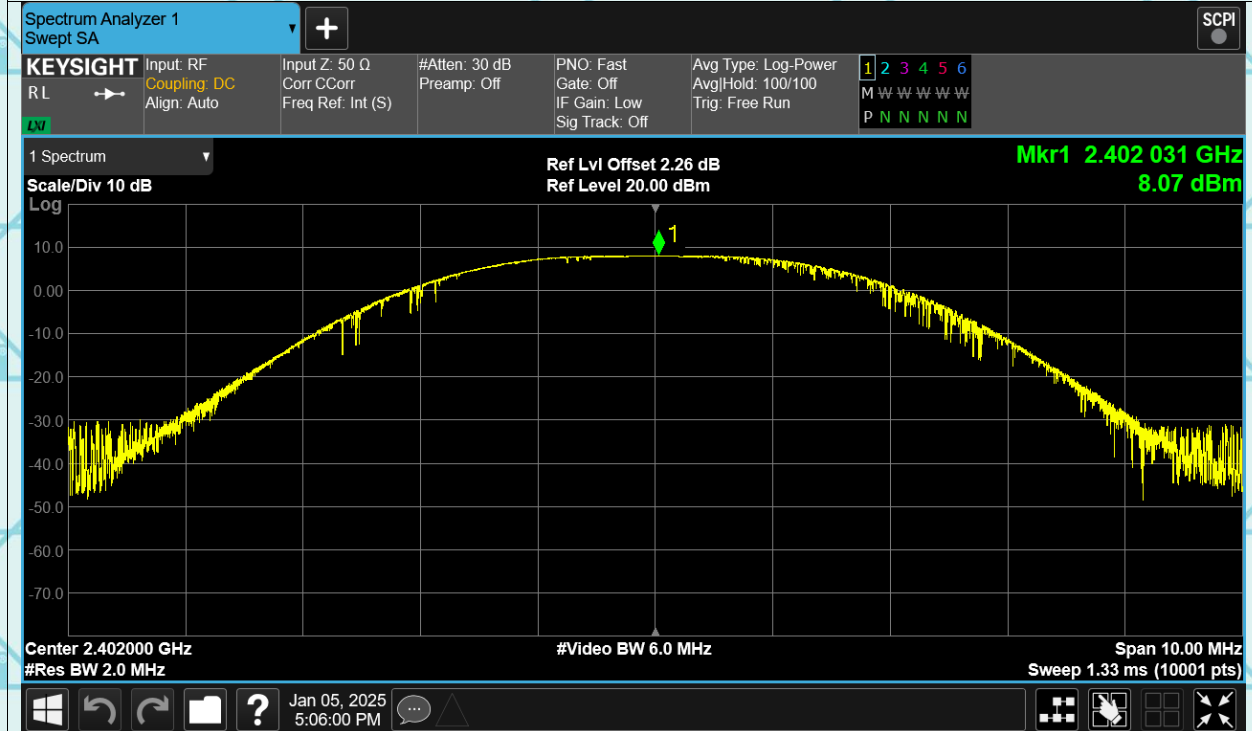 Spectrum Analyzer 1
Swept SA
+
SCPI
KEYSIGHT
RL
LXI
Input: RF
Coupling: DC
Align: Auto
Input Z: 50 Ω
Corr CCorr
Freq Ref: Int (S)
#Atten: 30 dB
Preamp: Off
PNO: Fast
Gate: Off
IF Gain: Low
Sig Track: Off
Avg Type: Log-Power
Avg|Hold: 100/100
Trig: Free Run
1 2 3 4 5 6
M W W W W W
P N N N N N
1 Spectrum
Scale/Div 10 dB
Log
Ref Lvl Offset 2.26 dB
Ref Level 20.00 dBm
Mkr1 2.402 031 GHz
8.07 dBm
1
10.0
0.00
-10.0
-20.0
-30.0
-40.0
-50.0
-60.0
-70.0
Center 2.402000 GHz
#Res BW 2.0 MHz
#Video BW 6.0 MHz
Span 10.00 MHz
Sweep 1.33 ms (10001 pts)
?
Jan 05, 2025
5:06:00 PM